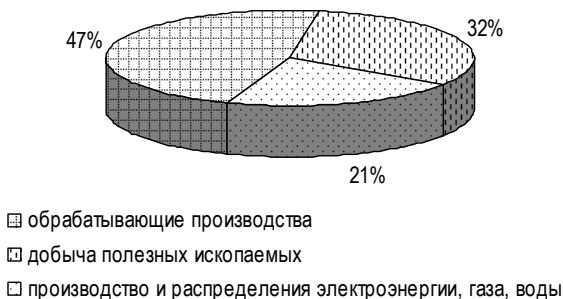 47%
32%
21%
обрабатывающие производства
добыча полезных ископаемых
производство и распределения электроэнергии, газа, воды